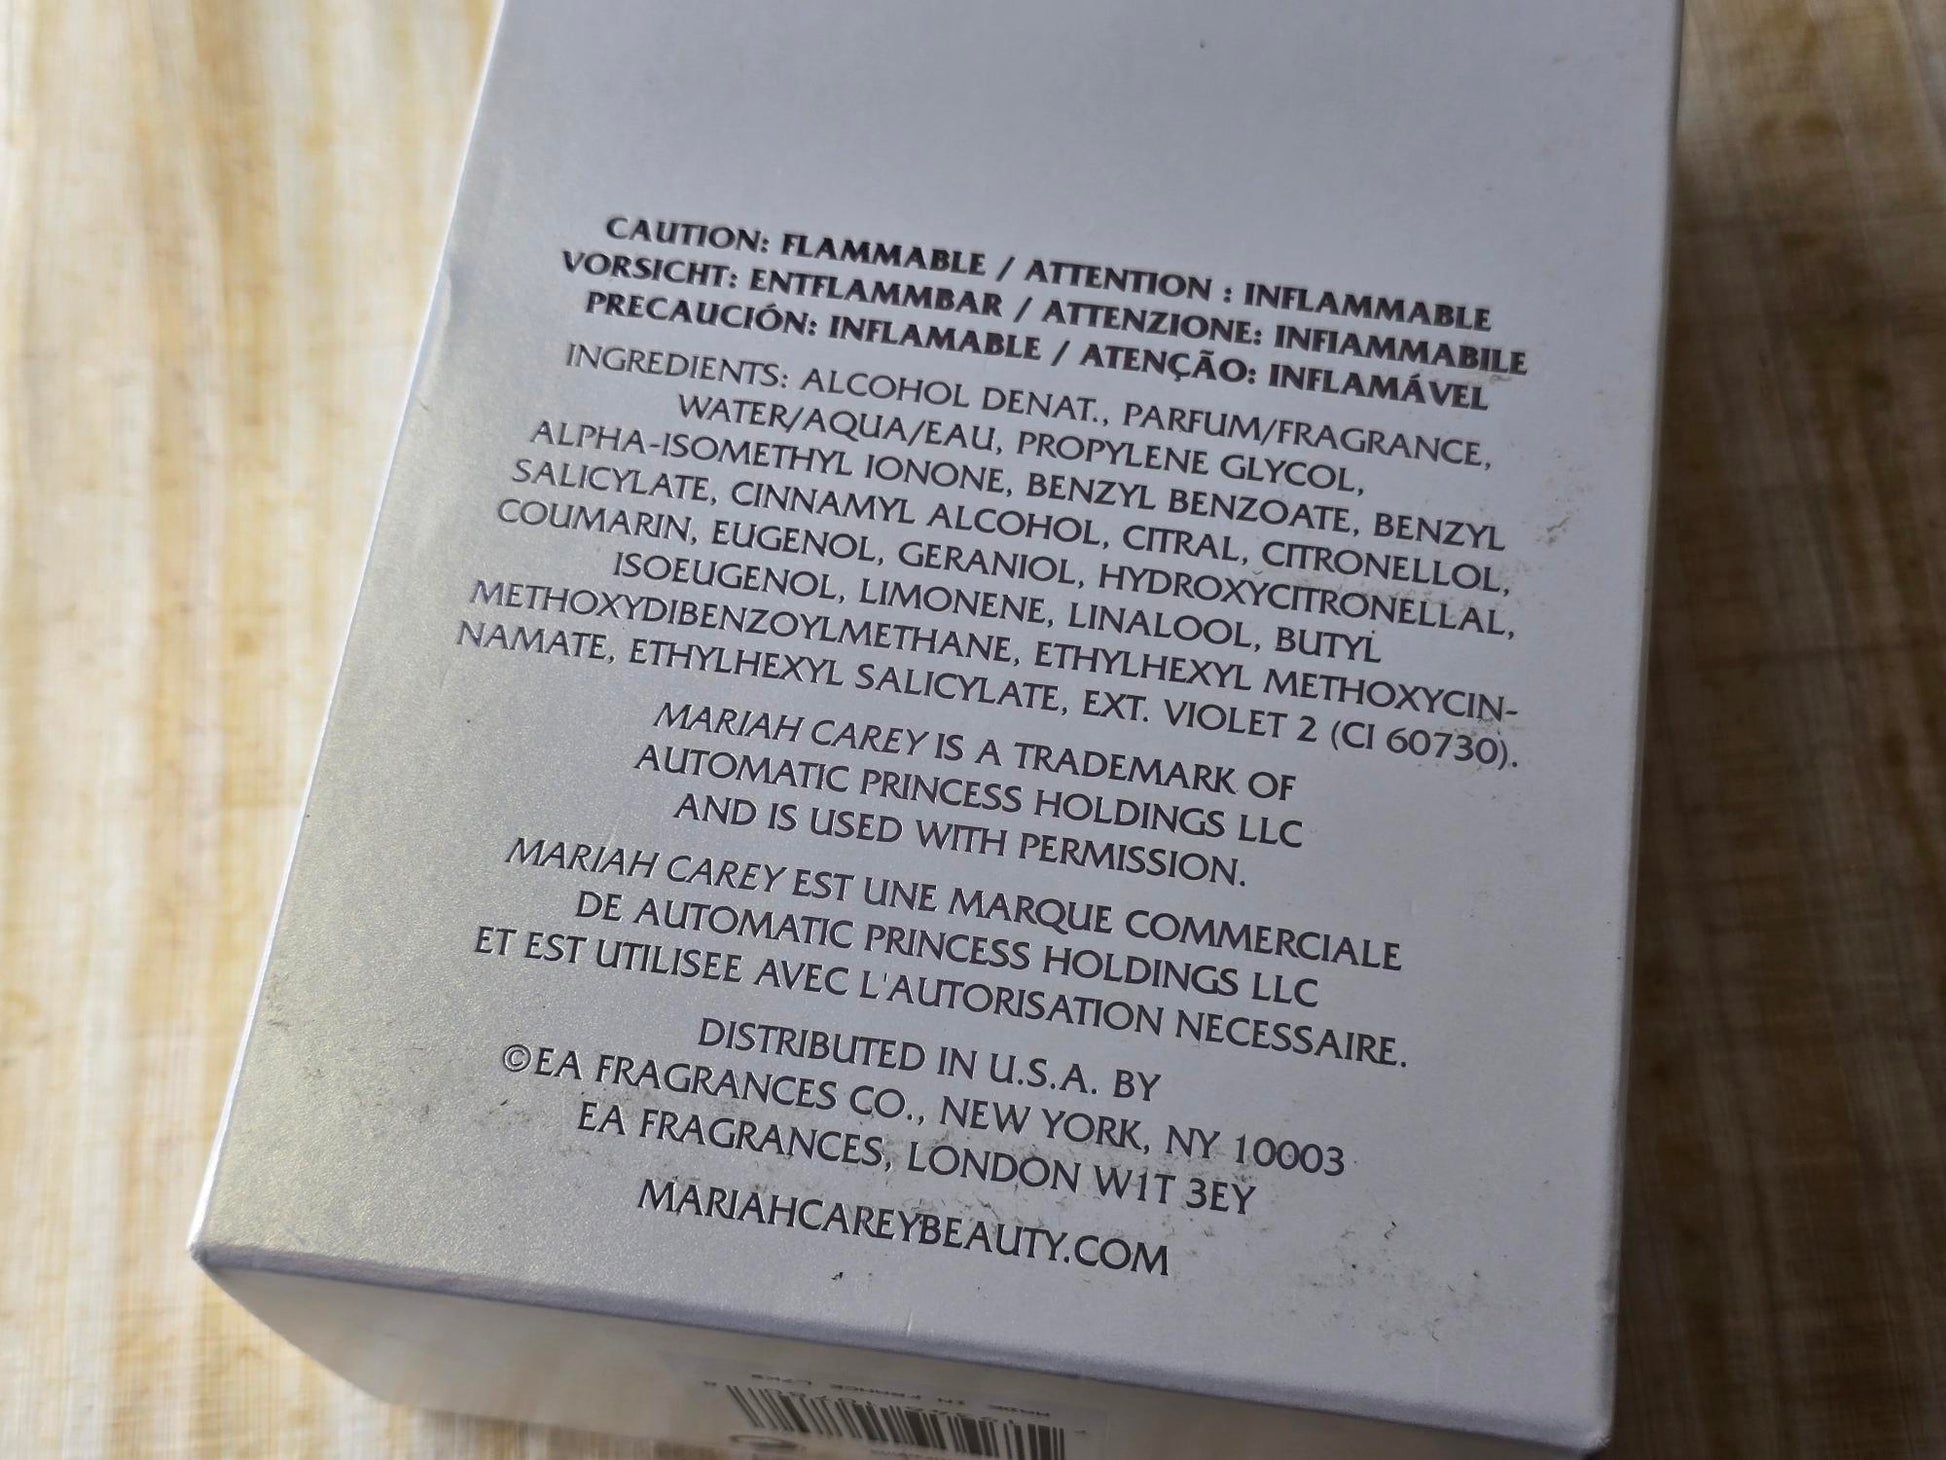 CAUTION: FLAMMABLE / ATTENTION : INFLAMMABLE
VORSICHT: ENTFLAMMBAR / ATTENZIONE: INFIAMMABILE
PRECAUCIÓN: INFLAMABLE / ATENÇÃO: INFLAMÁVEL
INGREDIENTS: ALCOHOL DENAT., PARFUM/FRAGRANCE,
WATER/AQUA/EAU, PROPYLENE GLYCOL,
ALPHA-ISOMETHYL IONONE, BENZYL BENZOATE, BENZYL
SALICYLATE, CINNAMYL ALCOHOL, CITRAL, CITRONELLOL,
COUMARIN, EUGENOL, GERANIOL, HYDROXYCITRONELLAL,
ISOEUGENOL, LIMONENE, LINALOOL, BUTYL
METHOXYDIBENZOYLMETHANE, ETHYLHEXYL METHOXYCIN-
NAMATE, ETHYLHEXYL SALICYLATE, EXT. VIOLET 2 (CI 60730).
MARIAH CAREY IS A TRADEMARK OF
AUTOMATIC PRINCESS HOLDINGS LLC
AND IS USED WITH PERMISSION.
MARIAH CAREY EST UNE MARQUE COMMERCIALE
DE AUTOMATIC PRINCESS HOLDINGS LLC
ET EST UTILISEE AVEC L'AUTORISATION NECESSAIRE.
DISTRIBUTED IN U.S.A. BY
©EA FRAGRANCES CO., NEW YORK, NY 10003
EA FRAGRANCES, LONDON W1T 3EY
MARIAHCAREYBEAUTY.COM
MADE IN FRANCE